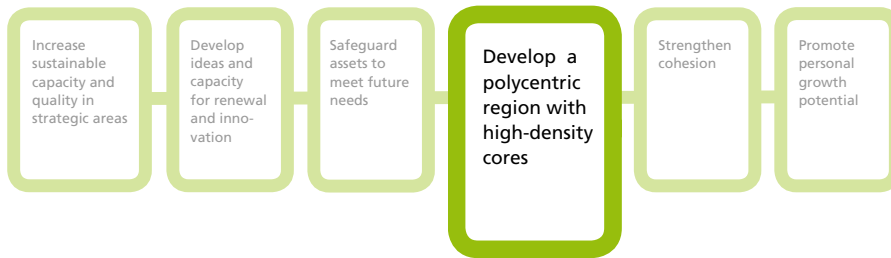 Increase
sustainable
capacity and
quality in
strategic areas
Develop
ideas and
capacity
for renewal
and inno-
vation
Safeguard
assets to
meet future
needs
Develop a
polycentric
region with
high-density
cores
Strengthen
cohesion
Promote
personal
growth
potential